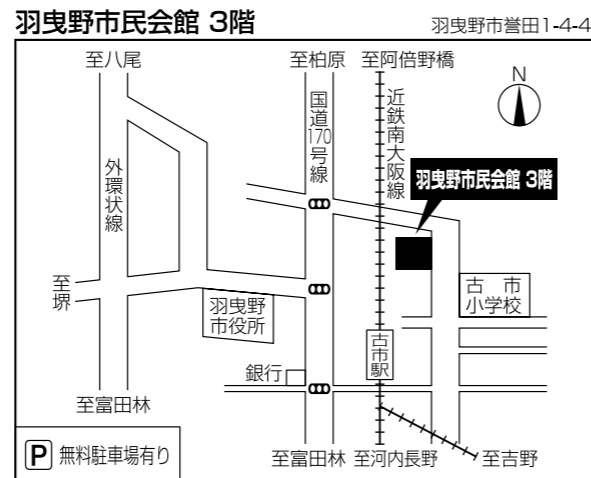 羽曳野市民会館 3階
羽曳野市誉田1-4-4
至八尾
至柏原
至阿倍野橋
N
国道170号線
近鉄南大阪線
外環状線
羽曳野市民会館 3階
至堺
羽曳野
市役所
古市
小学校
古市駅
銀行
至富田林
P 無料駐車場有り
至富田林
至河内長野
至吉野